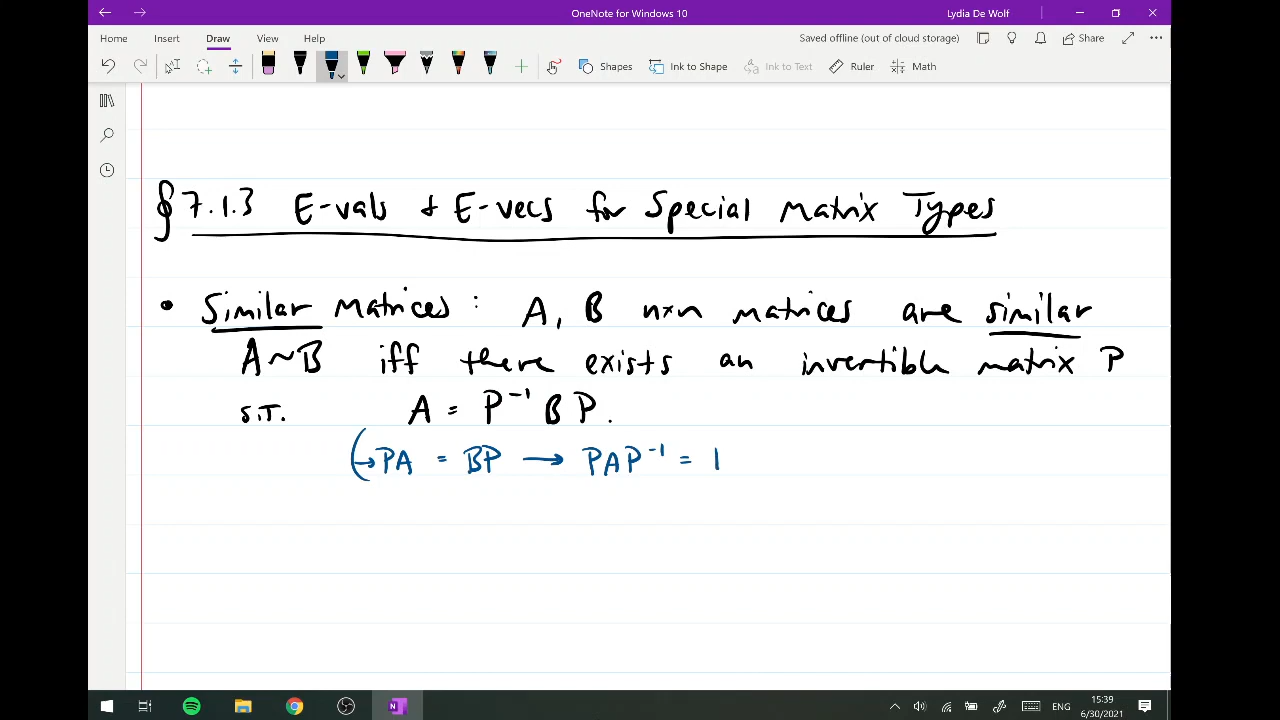 OneNote for Windows 10
Lydia De Wolf
Home Insert Draw View Help
Saved offline (out of cloud storage)
Share
Shapes Ink to Shape Ink to Text Ruler Math
§ 7.1.3 E-vals + E-vecs for Special Matrix Types
• Similar Matrices: A, B n×n matrices are similar
A~B iff there exists an invertible matrix P
s.t. A = P⁻¹ B P.
(→PA = BP → PAP⁻¹ = 1
ENG
15:39
6/30/2021